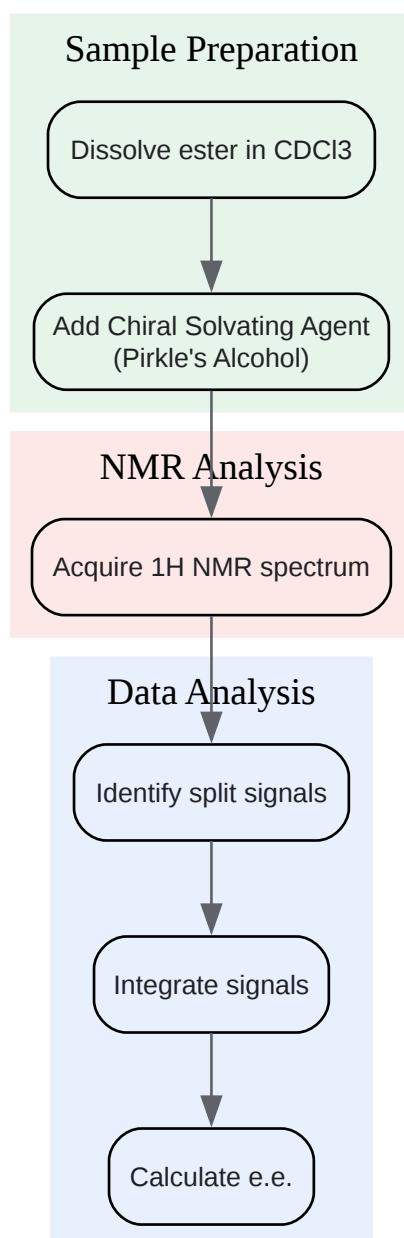 Sample Preparation
Dissolve ester in CDCl3
Add Chiral Solvating Agent
(Pirkle's Alcohol)
NMR Analysis
Acquire 1H NMR spectrum
Data Analysis
Identify split signals
Integrate signals
Calculate e.e.